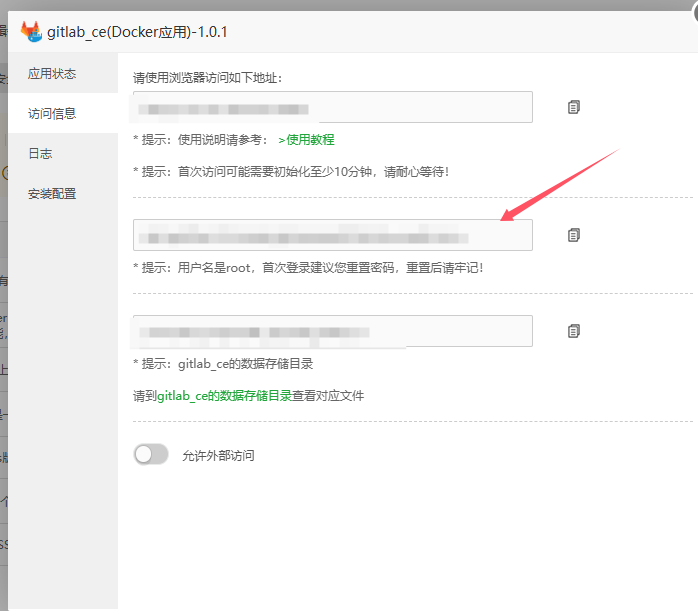 gitlab_ce(Docker应用)-1.0.1
应用状态
访问信息
日志
安装配置
请使用浏览器访问如下地址：
* 提示：使用说明请参考： >使用教程
* 提示：首次访问可能需要初始化至少10分钟，请耐心等待！
* 提示：用户名是root，首次登录建议您重置密码，重置后请牢记！
* 提示：gitlab_ce的数据存储目录
请到gitlab_ce的数据存储目录查看对应文件
允许外部访问